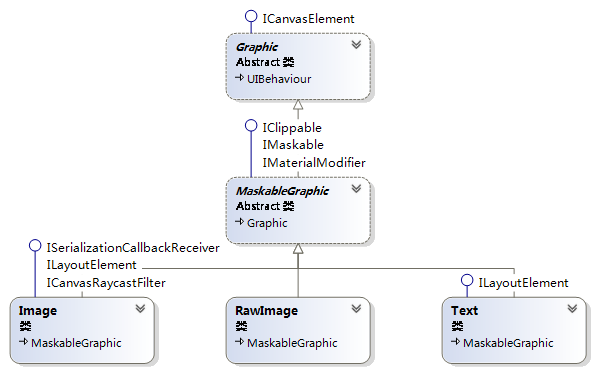 ICanvasElement
Graphic
Abstract
UIBehaviour
IClippable
IMaskable
IMaterialModifier
MaskableGraphic
Abstract
Graphic
ISerializationCallbackReceiver
ILayoutElement
ICanvasRaycastFilter
Image
MaskableGraphic
RawImage
MaskableGraphic
ILayoutElement
Text
MaskableGraphic